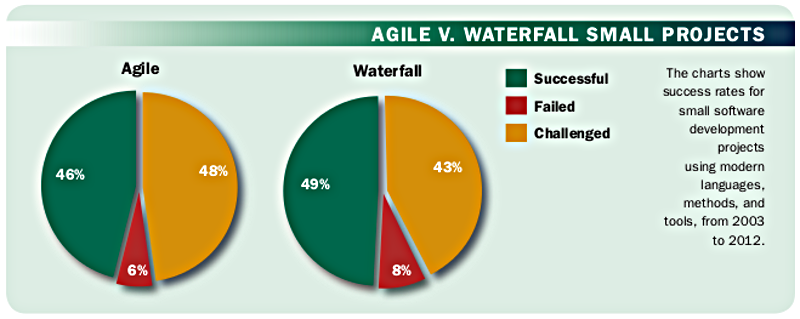 AGILE V. WATERFALL SMALL PROJECTS
Agile
46%
48%
6%
Waterfall
49%
43%
8%
Successful
Failed
Challenged
The charts show
success rates for
small software
development
projects
using modern
languages,
methods, and
tools, from 2003
to 2012.